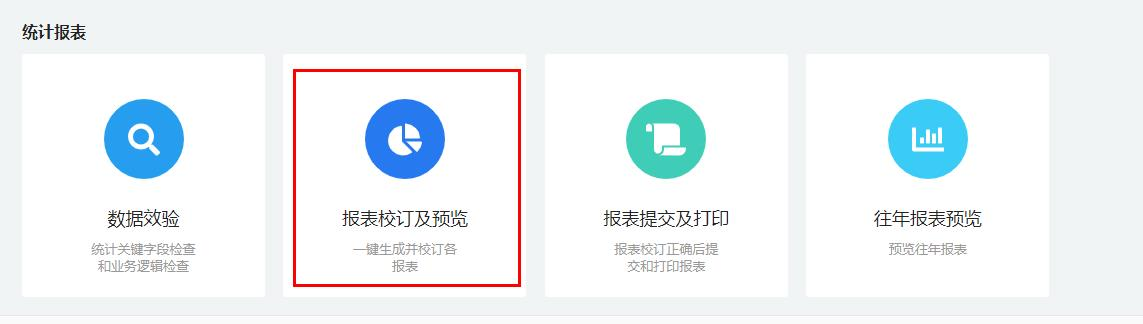 统计报表
数据效验
统计关键字段检查
和业务逻辑检查
报表校订及预览
一键生成并校订各
报表
报表提交及打印
报表校订正确后提
交和打印报表
往年报表预览
预览往年报表